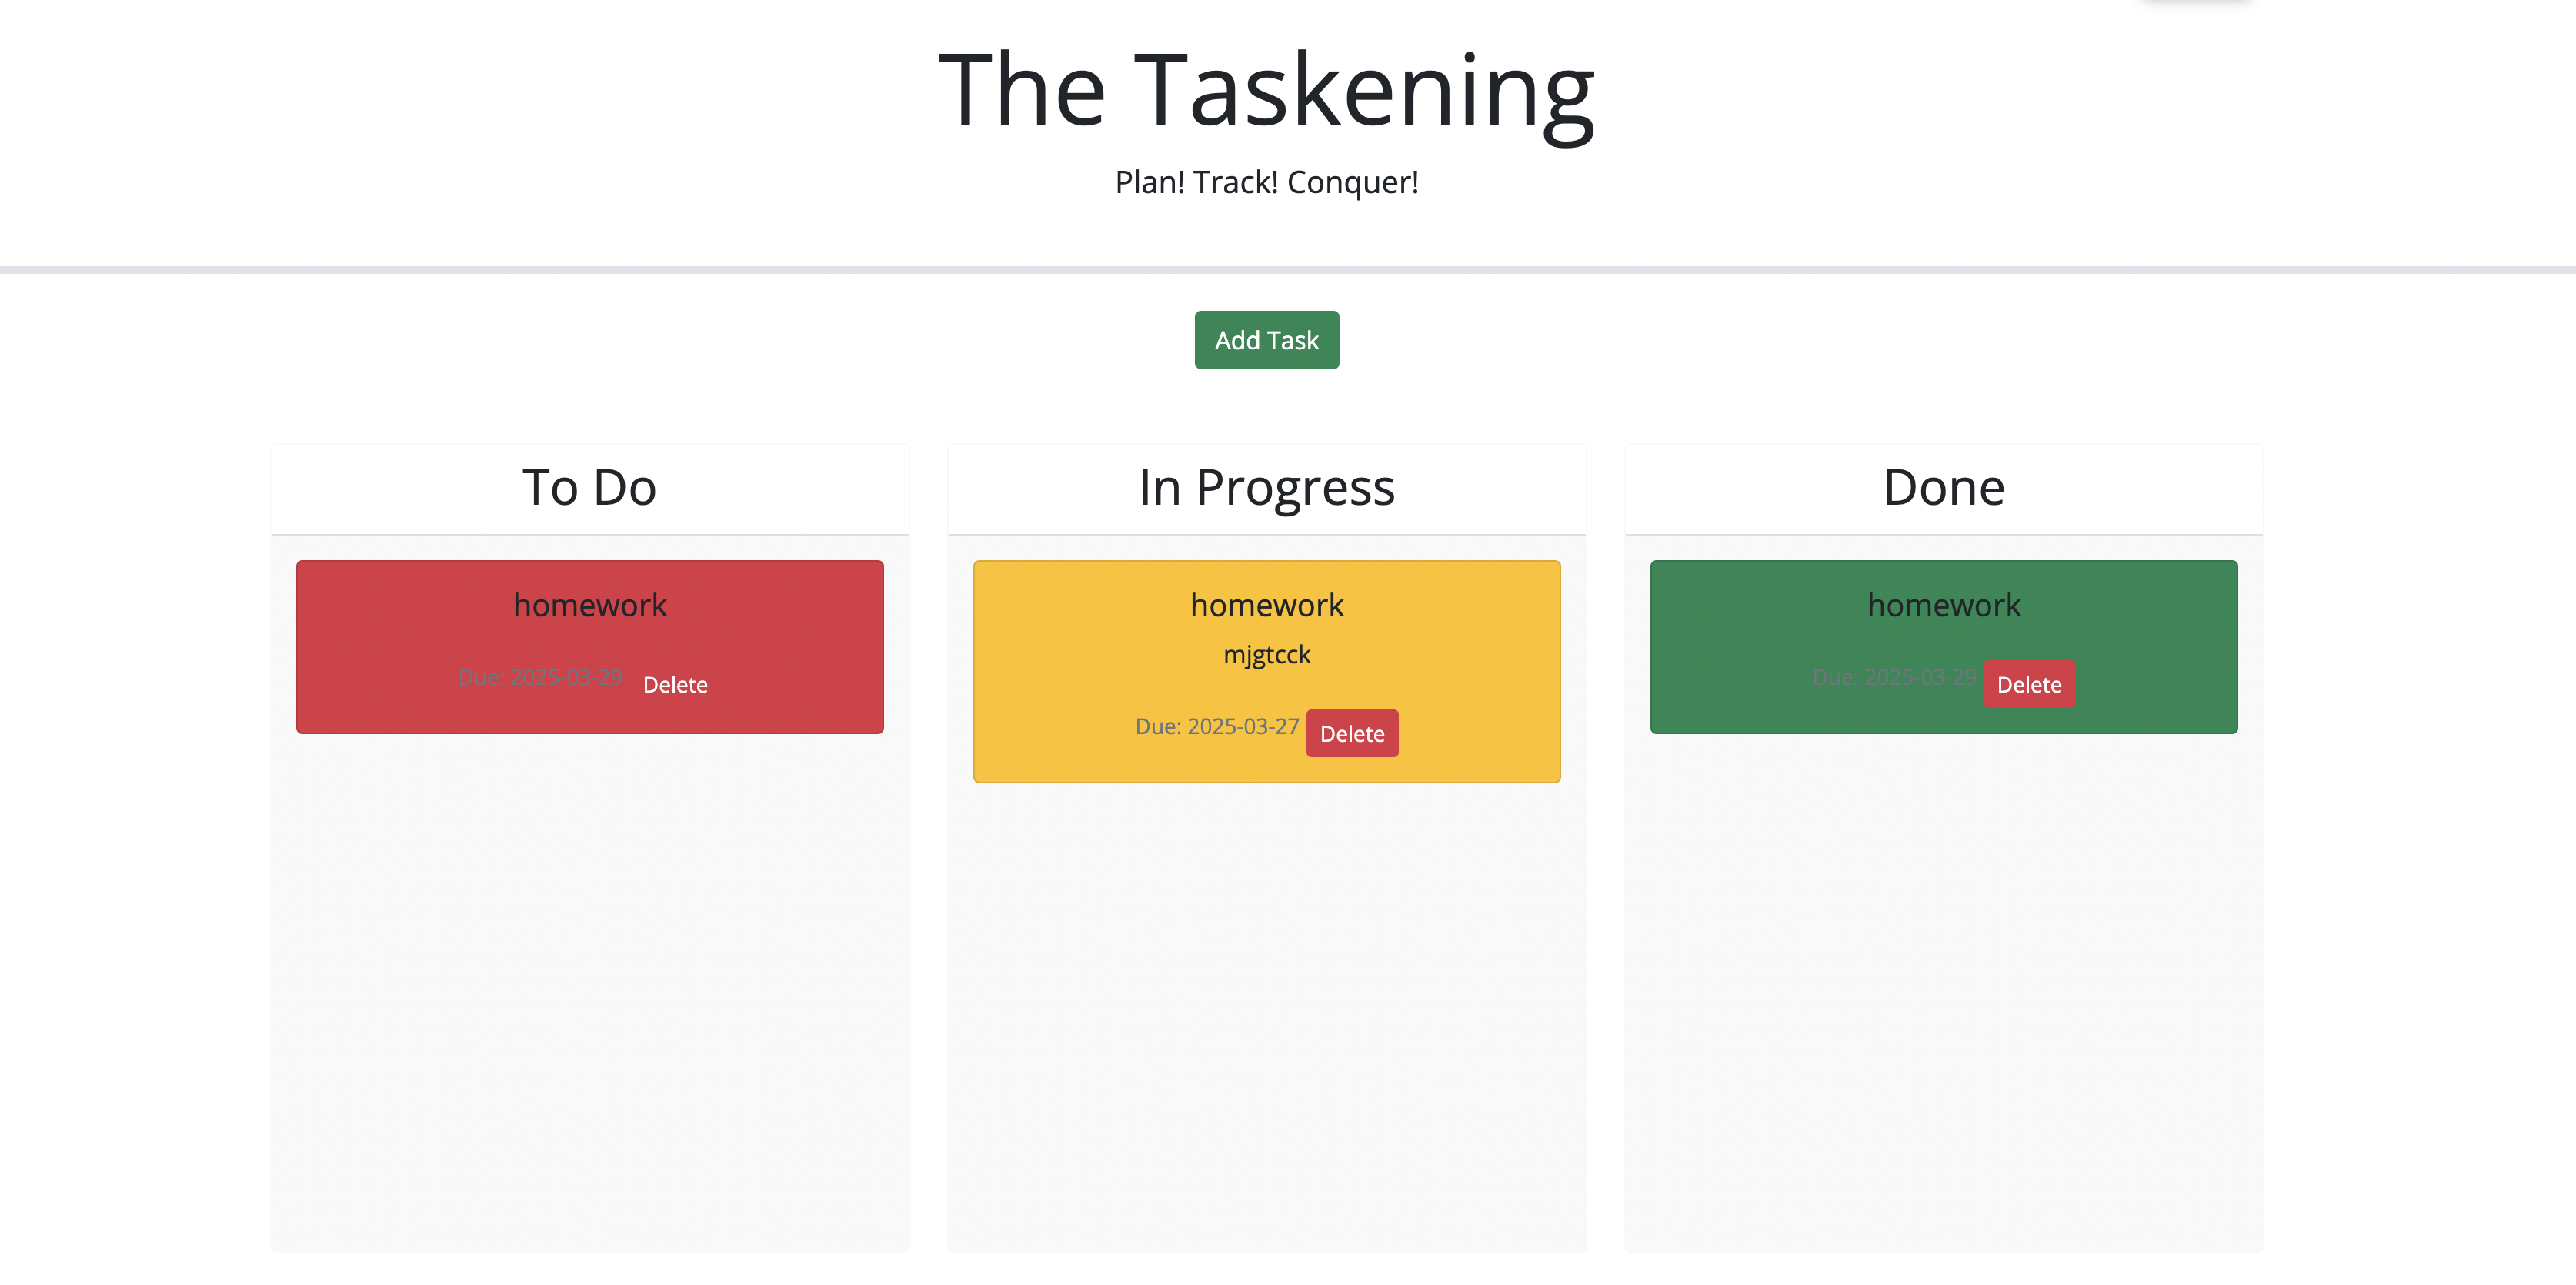 The Taskening
Plan! Track! Conquer!
Add Task
To Do
homework
Due: 2025-03-29 Delete
In Progress
homework
mjgtcck
Due: 2025-03-27 Delete
Done
homework
Due: 2025-03-29 Delete